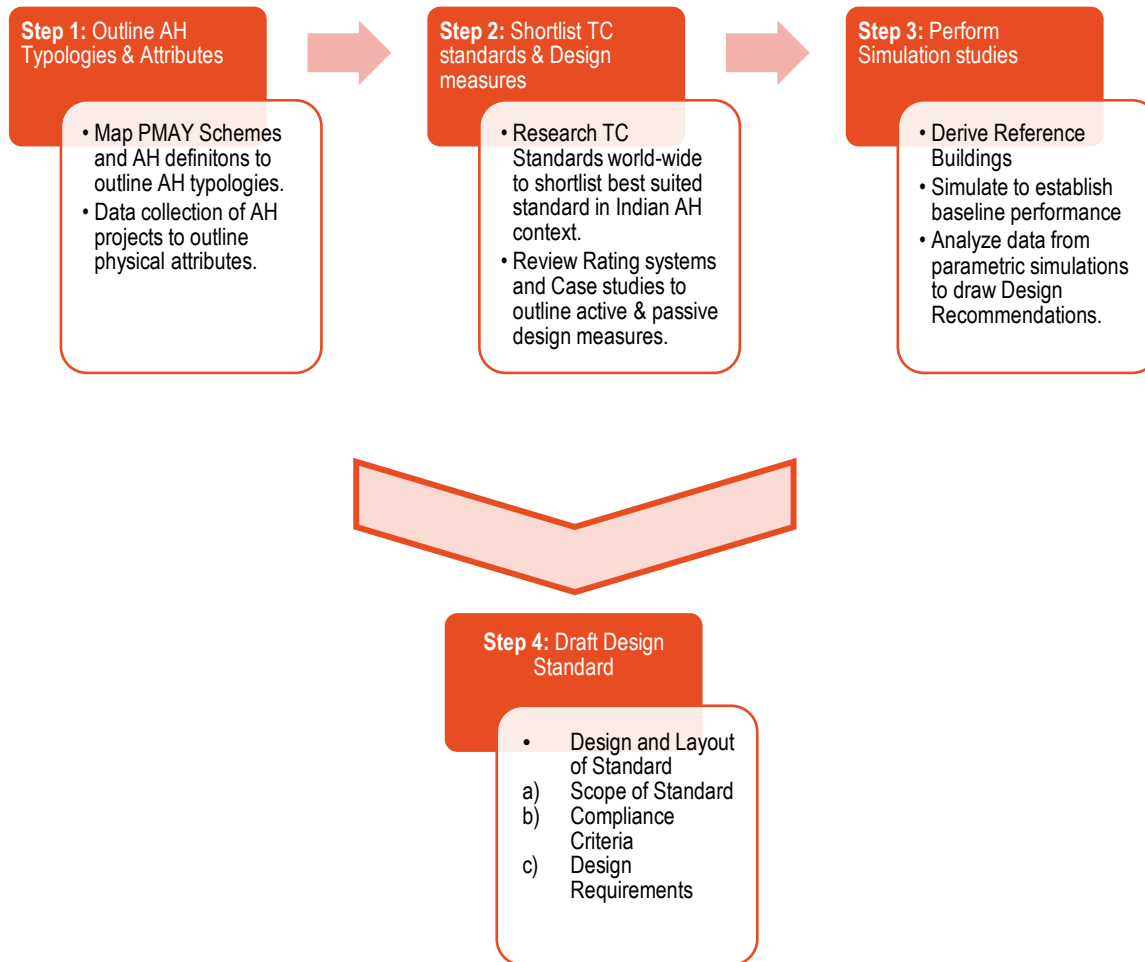 Step 1: Outline AH
Typologies & Attributes
• Map PMAY Schemes
and AH definitons to
outline AH typologies.
• Data collection of AH
projects to outline
physical attributes.
Step 2: Shortlist TC
standards & Design
measures
• Research TC
Standards world-wide
to shortlist best suited
standard in Indian AH
context.
• Review Rating systems
and Case studies to
outline active & passive
design measures.
Step 3: Perform
Simulation studies
• Derive Reference
Buildings
• Simulate to establish
baseline performance
• Analyze data from
parametric simulations
to draw Design
Recommendations.
Step 4: Draft Design
Standard
• Design and Layout
of Standard
a) Scope of Standard
b) Compliance
Criteria
c) Design
Requirements